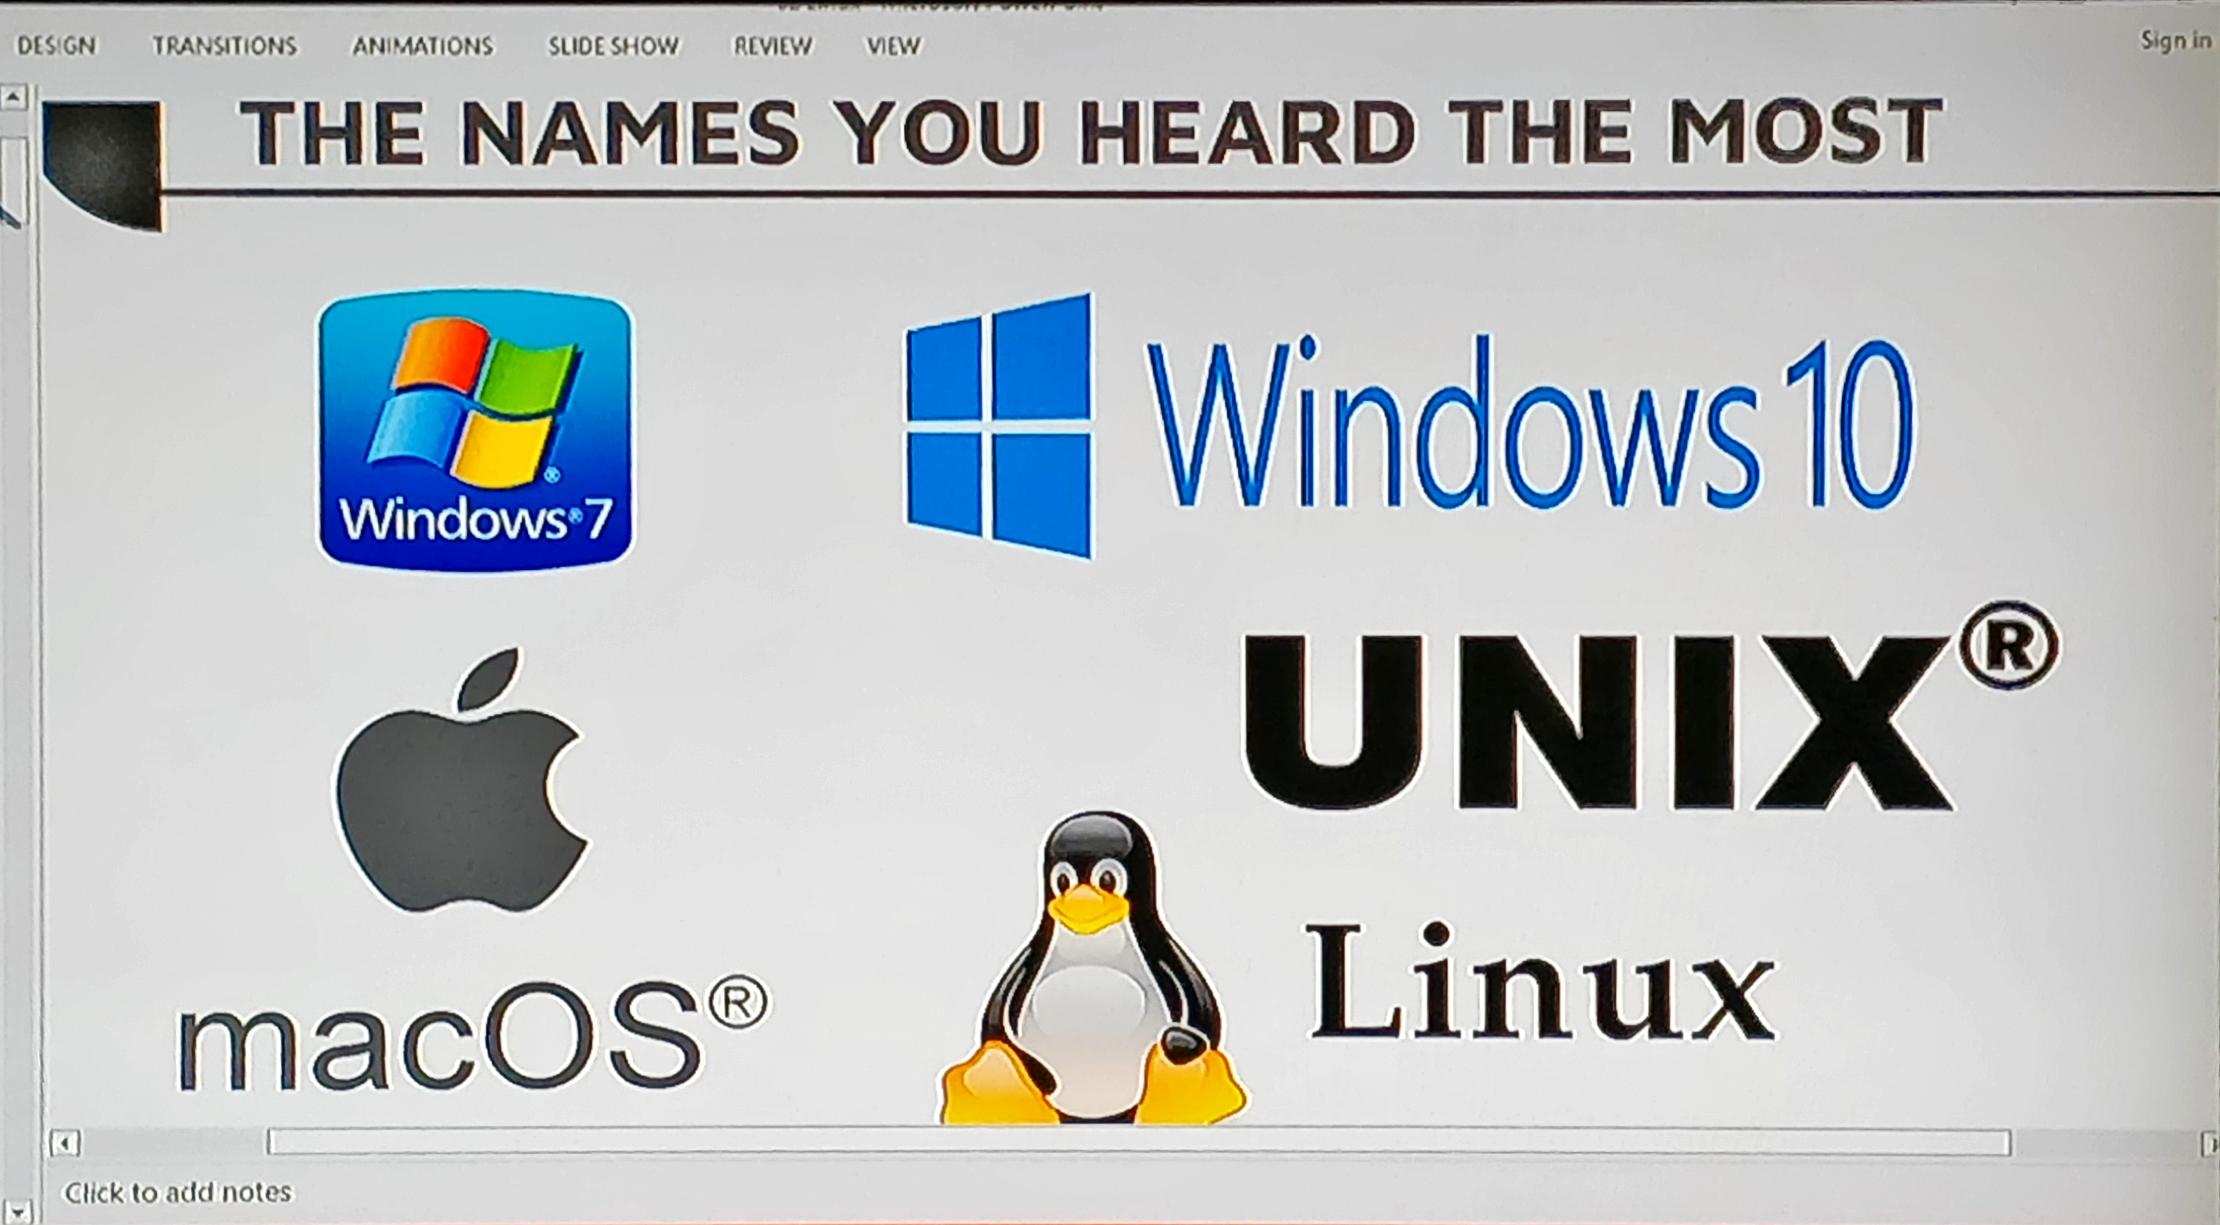 DESIGN TRANSITIONS ANIMATIONS SLIDE SHOW REVIEW VIEW Sign in
THE NAMES YOU HEARD THE MOST
Windows® 7
Windows 10
UNIX®
macOS®
Linux
Click to add notes